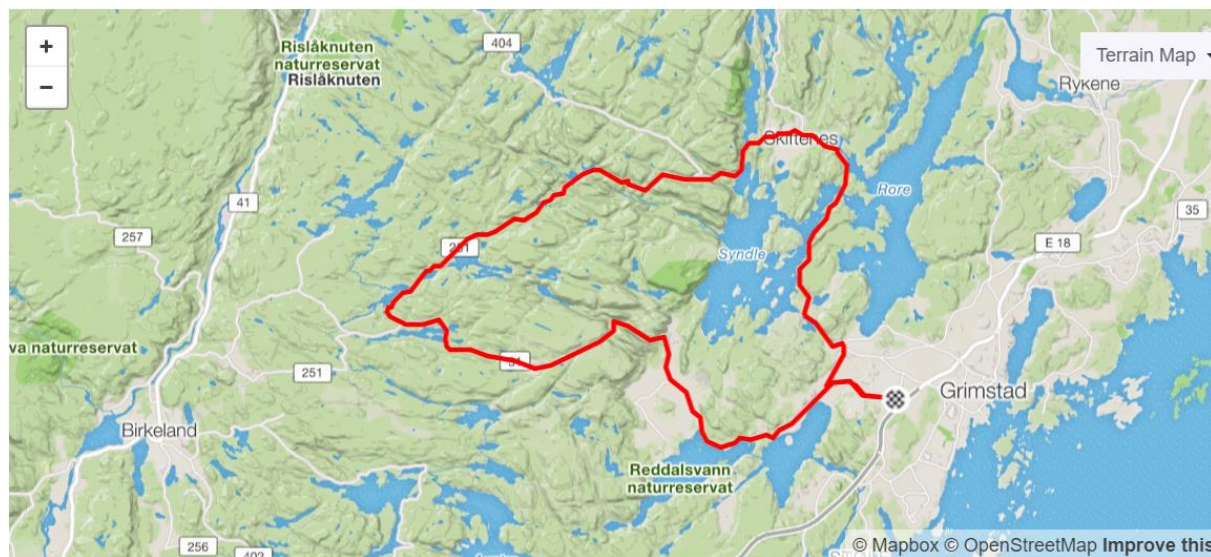 +
−
Rislåknuten
naturreservat
Rislåknuten
404
Terrain Map
Rykene
Skiftenes
41
Rore
35
257
E 18
Syndle
va naturreservat
251
Birkeland
Grimstad
Reddalsvann
naturreservat
256
402
© Mapbox © OpenStreetMap Improve this